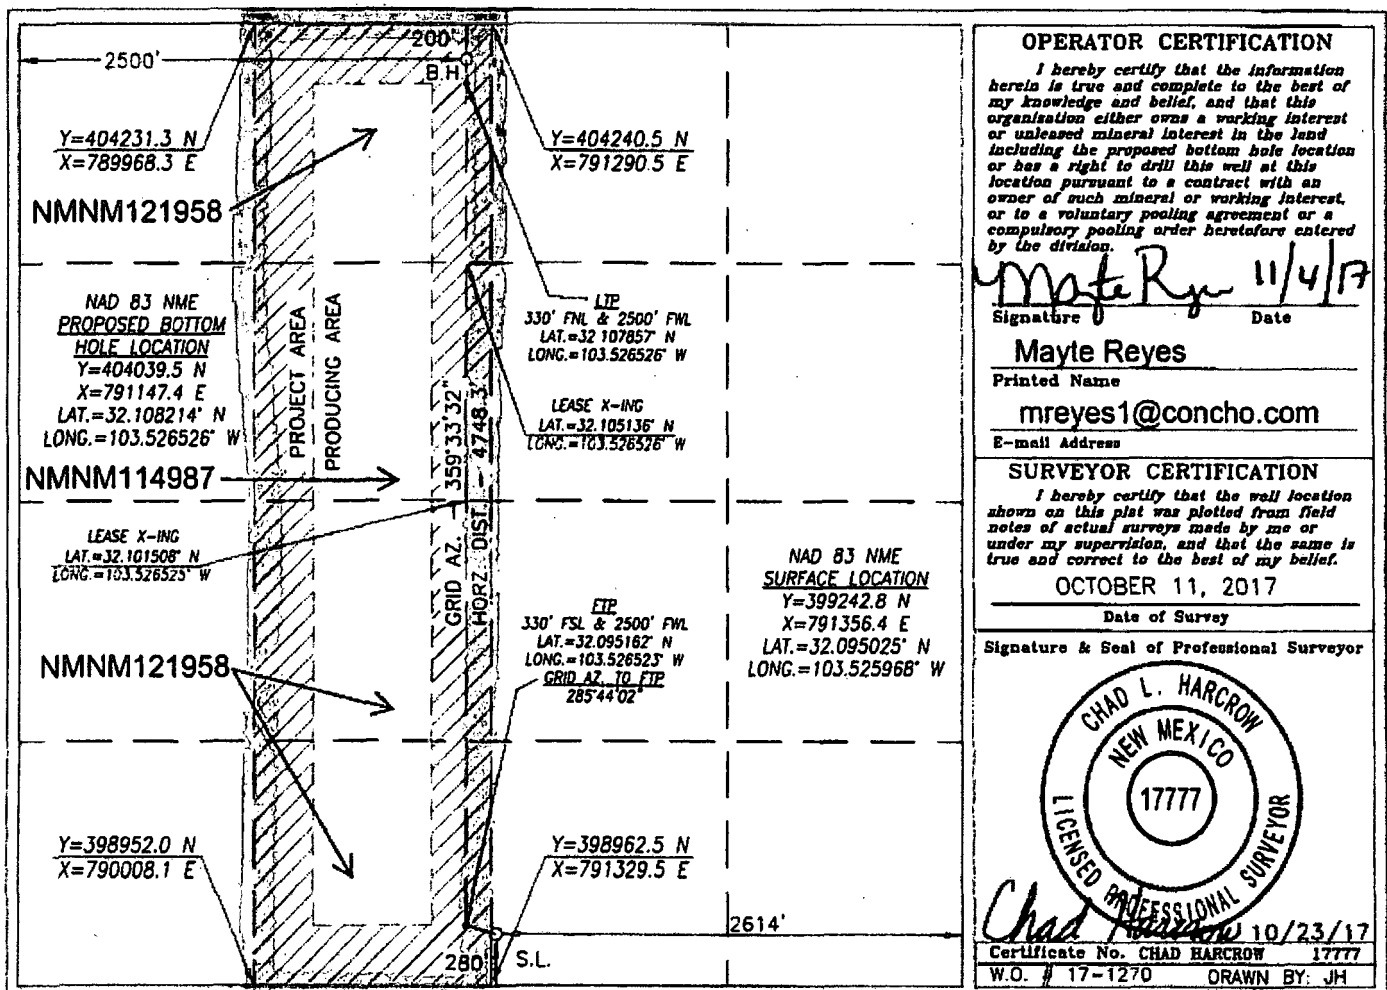 2500'
200'
B.H.
Y=404231.3 N
X=789968.3 E
Y=404240.5 N
X=791290.5 E
NMNM121958
NAD 83 NME
PROPOSED BOTTOM
HOLE LOCATION
Y=404039.5 N
X=791147.4 E
LAT.=32.108214° N
LONG.=103.526526° W
PROJECT AREA
PRODUCING AREA
LTP
330' FNL & 2500' FWL
LAT.=32.107857° N
LONG.=103.526526° W
LEASE X-ING
LAT.=32.105136° N
LONG.=103.526526° W
GRID AZ. - 359°33'32"
HORZ. DIST. - 4748.3'
NMNM114987
LEASE X-ING
LAT.=32.101508° N
LONG.=103.526525° W
FTP
330' FSL & 2500' FWL
LAT.=32.095162° N
LONG.=103.526523° W
GRID AZ. TO FTP
285°44'02"
NAD 83 NME
SURFACE LOCATION
Y=399242.8 N
X=791356.4 E
LAT.=32.095025° N
LONG.=103.525968° W
NMNM121958
Y=398952.0 N
X=790008.1 E
Y=398962.5 N
X=791329.5 E
2614'
280'
S.L.
OPERATOR CERTIFICATION
I hereby certify that the information
herein is true and complete to the best of
my knowledge and belief, and that this
organization either owns a working interest
or unleased mineral interest in the land
including the proposed bottom hole location
or has a right to drill this well at this
location pursuant to a contract with an
owner of such mineral or working interest,
or to a voluntary pooling agreement or a
compulsory pooling order heretofore entered
by the division.
Mayte Reyes 11/4/17
Signature Date
Mayte Reyes
Printed Name
mreyes1@concho.com
E-mail Address
SURVEYOR CERTIFICATION
I hereby certify that the well location
shown on this plat was plotted from field
notes of actual surveys made by me or
under my supervision, and that the same is
true and correct to the best of my belief.
OCTOBER 11, 2017
Date of Survey
Signature & Seal of Professional Surveyor
CHAD L. HARCROW
NEW MEXICO
17777
LICENSED PROFESSIONAL SURVEYOR
Chad Harcrow 10/23/17
Certificate No. CHAD HARCROW 17777
W.O. # 17-1270 DRAWN BY: JH